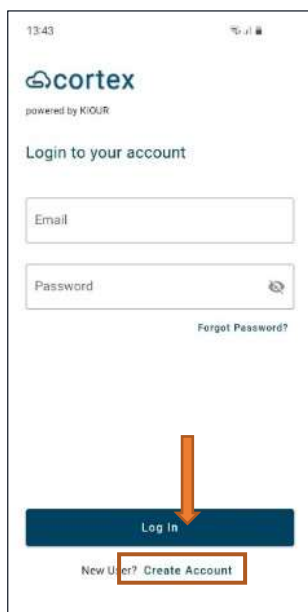 13:43
cortex
powered by KIOUR
Login to your account
Email
Password
Forgot Password?
Log In
New User? Create Account